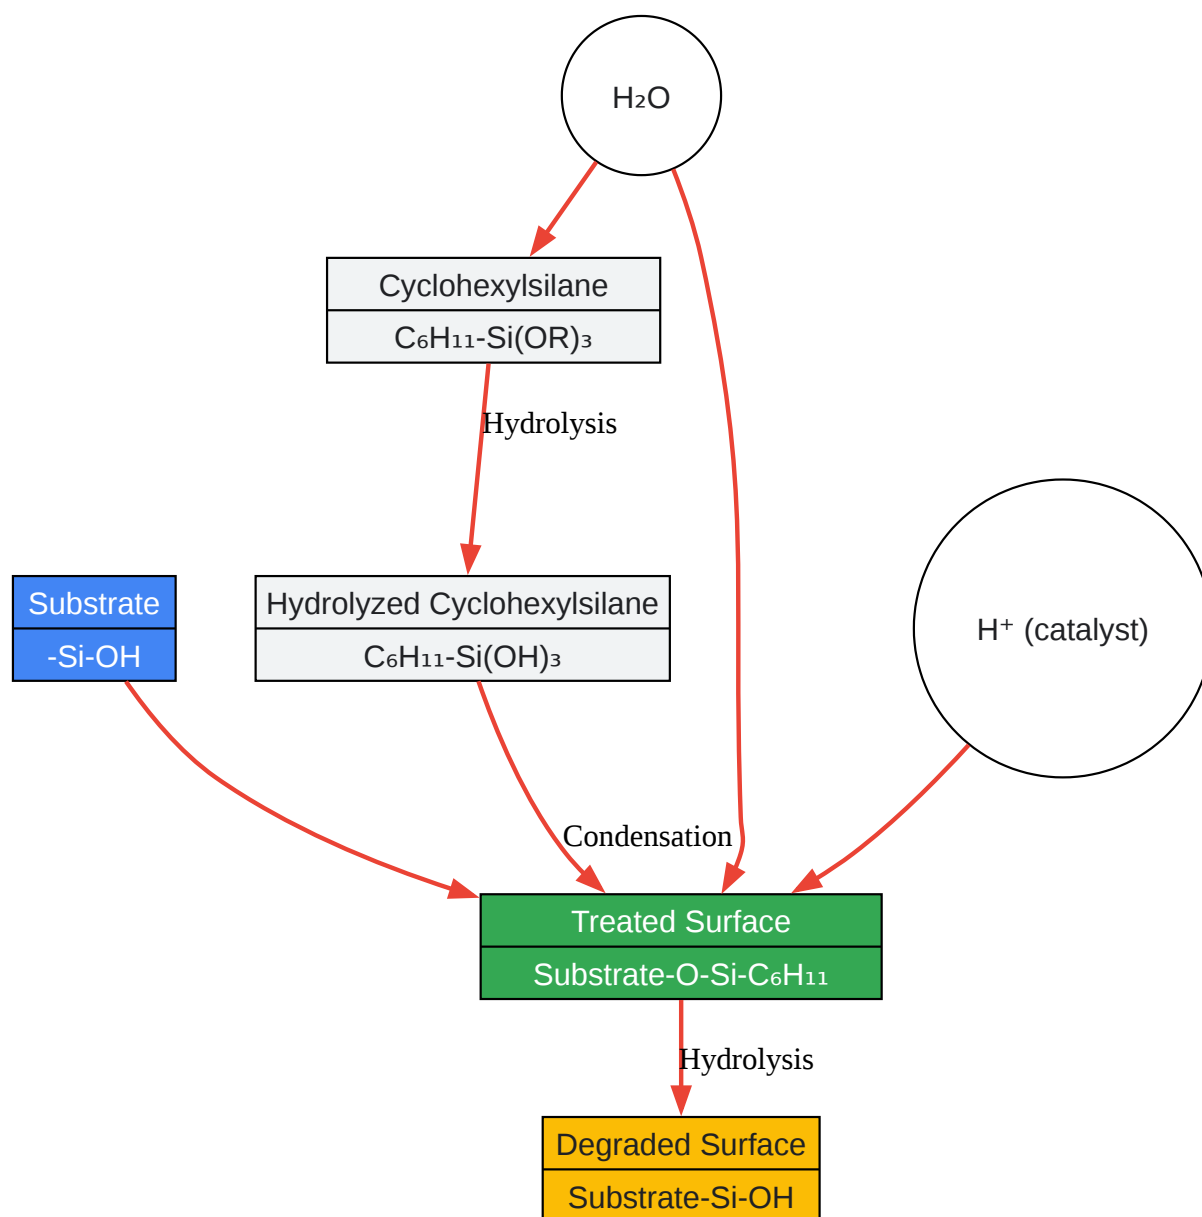 H₂O
Cyclohexylsilane
C₆H₁₁-Si(OR)₃
Hydrolysis
Substrate
-Si-OH
Hydrolyzed Cyclohexylsilane
C₆H₁₁-Si(OH)₃
H⁺ (catalyst)
Condensation
Treated Surface
Substrate-O-Si-C₆H₁₁
Hydrolysis
Degraded Surface
Substrate-Si-OH